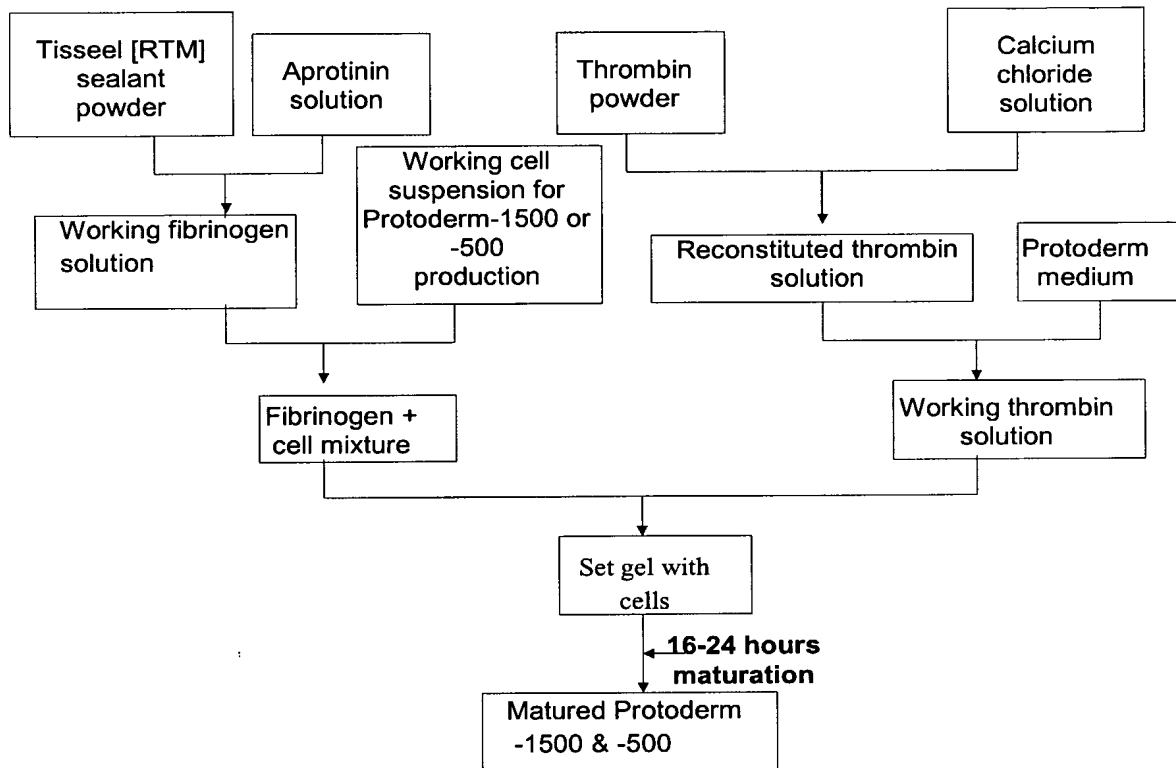 Tisseel [RTM]
sealant
powder
Aprotinin
solution
Thrombin
powder
Calcium
chloride
solution
Working cell
suspension for
Protoderm-1500 or
-500
production
Working fibrinogen
solution
Reconstituted thrombin
solution
Protoderm
medium
Fibrinogen +
cell mixture
Working thrombin
solution
Set gel with
cells
16-24 hours
maturation
Matured Protoderm
-1500 & -500